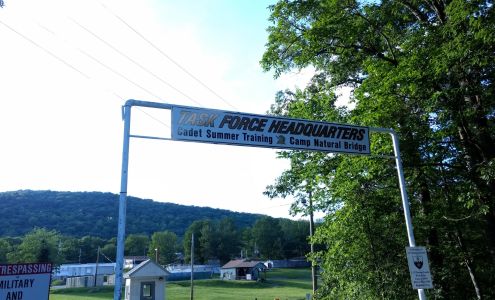 TASK FORCE HEADQUARTERS
Cadet Summer Training Camp Natural Bridge
TRESPASSING
MILITARY
AND